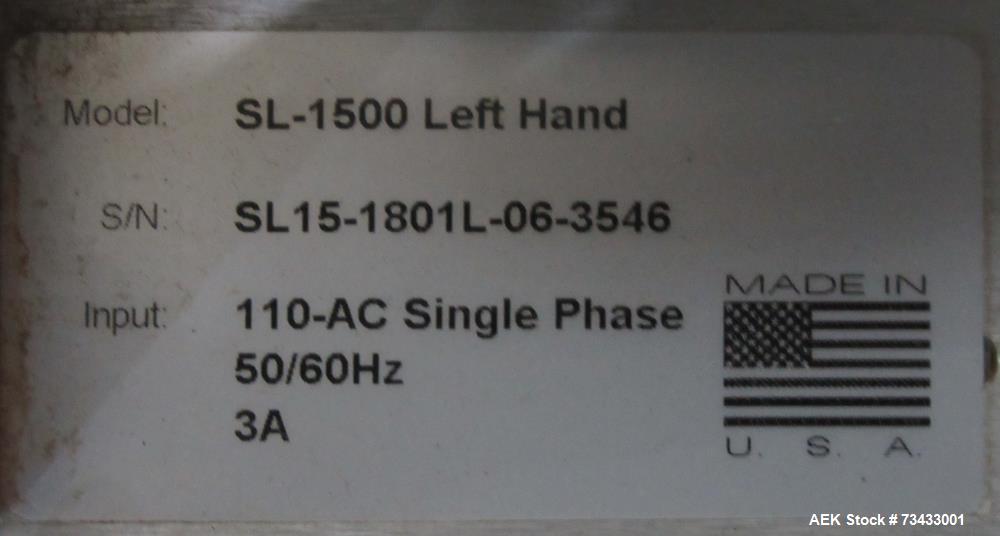 Model: SL-1500 Left Hand
S/N: SL15-1801L-06-3546
Input: 110-AC Single Phase
50/60Hz
3A
MADE IN
U. S. A.
AEK Stock # 73433001